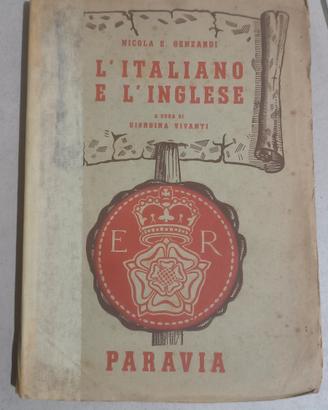 NICOLA E. GENZARDI
L'ITALIANO
E L'INGLESE
A CURA DI
GIORGINA VIVANTI
E R
PARAVIA